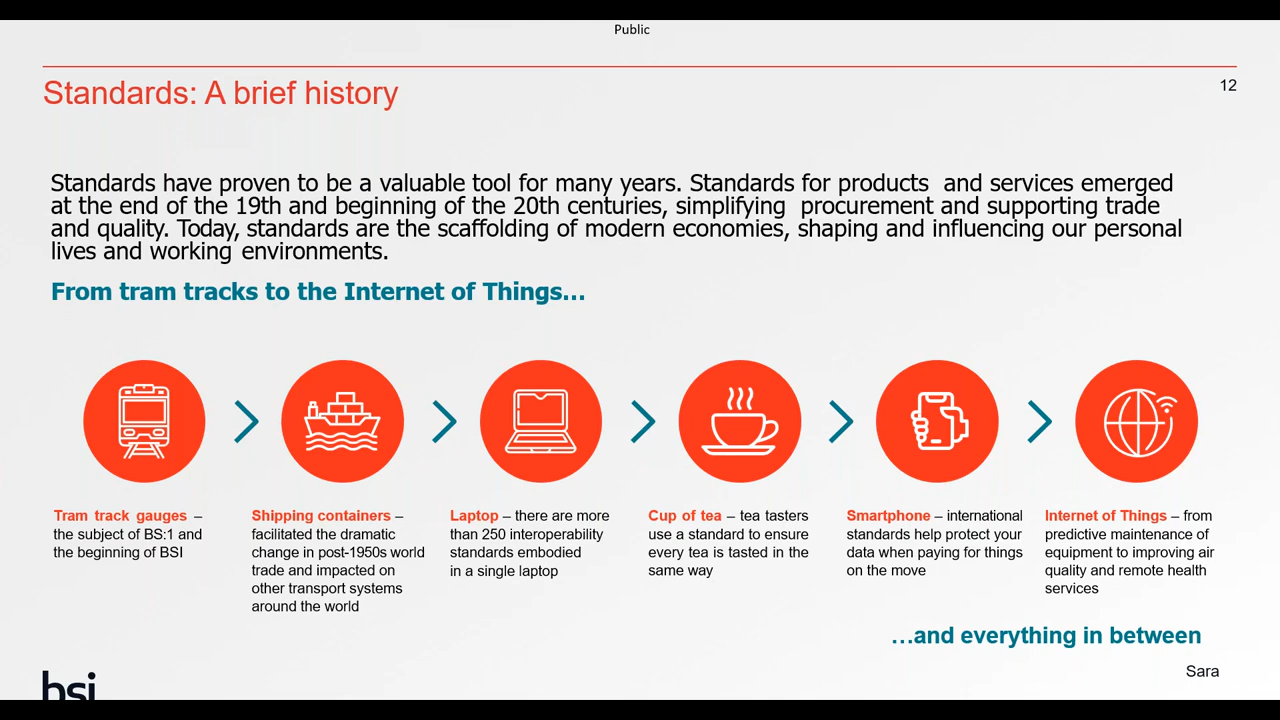 Public
Standards: A brief history
12
Standards have proven to be a valuable tool for many years. Standards for products and services emerged
at the end of the 19th and beginning of the 20th centuries, simplifying procurement and supporting trade
and quality. Today, standards are the scaffolding of modern economies, shaping and influencing our personal
lives and working environments.
From tram tracks to the Internet of Things...
Tram track gauges –
the subject of BS:1 and
the beginning of BSI
Shipping containers –
facilitated the dramatic
change in post-1950s world
trade and impacted on
other transport systems
around the world
Laptop – there are more
than 250 interoperability
standards embodied
in a single laptop
Cup of tea – tea tasters
use a standard to ensure
every tea is tasted in the
same way
Smartphone – international
standards help protect your
data when paying for things
on the move
Internet of Things – from
predictive maintenance of
equipment to improving air
quality and remote health
services
...and everything in between
Sara
bsi